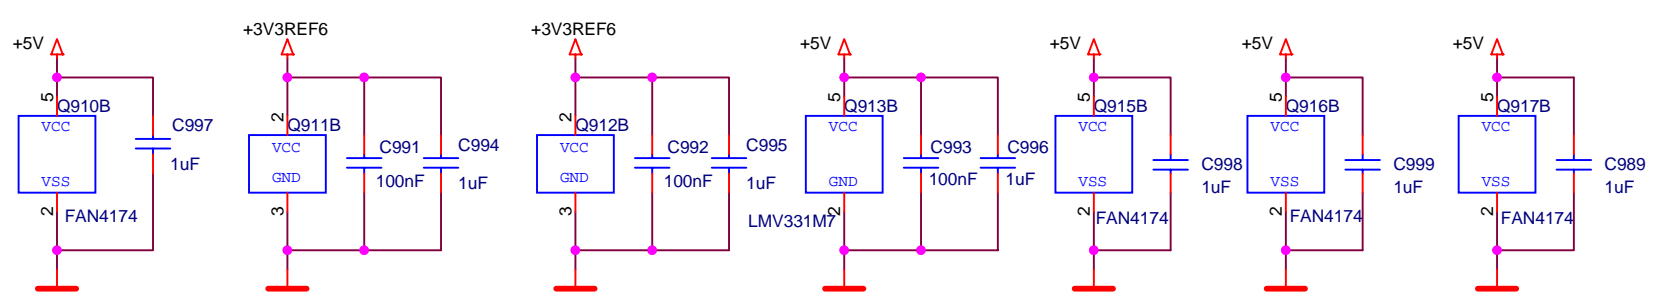 +5V
5
Q910B
VCC
VSS
2
FAN4174
C997
1uF
+3V3REF6
2
Q911B
VCC
GND
3
C991
100nF
C994
1uF
+3V3REF6
2
Q912B
VCC
GND
3
C992
100nF
C995
1uF
+5V
5
Q913B
VCC
GND
2
LMV331M7
C993
100nF
C996
1uF
+5V
5
Q915B
VCC
VSS
2
FAN4174
C998
1uF
+5V
5
Q916B
VCC
VSS
2
FAN4174
C999
1uF
+5V
5
Q917B
VCC
VSS
2
FAN4174
C989
1uF